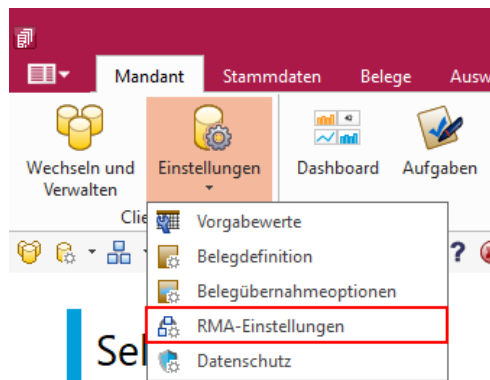 Mandant Stammdaten Belege Ausw
Wechseln und Verwalten
Einstellungen
Dashboard
Aufgaben
Clie
Vorgabewerte
Belegdefinition
Belegübernahmeoptionen
RMA-Einstellungen
Datenschutz
?
Sel